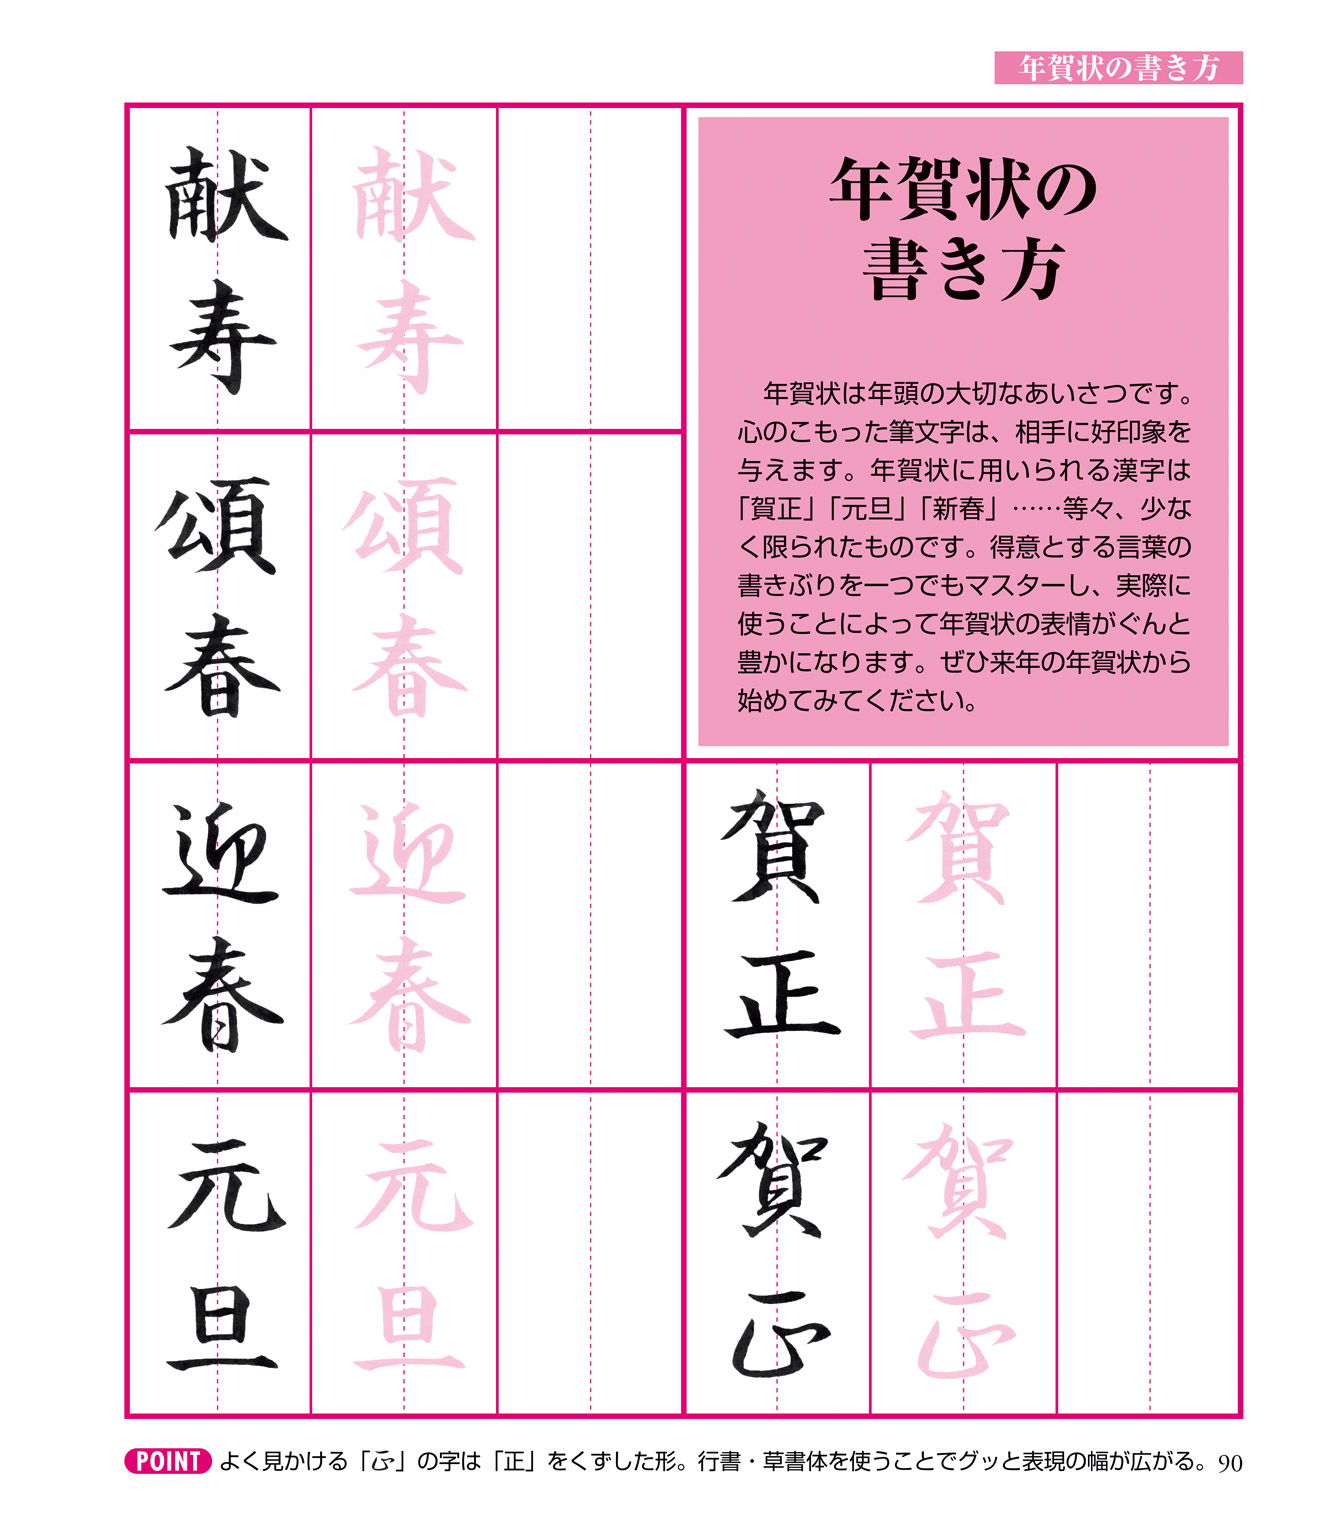 年賀状の書き方
年賀状の
書き方
年賀状は年頭の大切なあいさつです。
心のこもった筆文字は、相手に好印象を
与えます。年賀状に用いられる漢字は
「賀正」「元旦」「新春」……等々、少な
く限られたものです。得意とする言葉の
書きぶりを一つでもマスターし、実際に
使うことによって年賀状の表情がぐんと
豊かになります。ぜひ来年の年賀状から
始めてみてください。
賀正
賀正
賀正
賀正
献寿
献寿
頌春
頌春
迎春
迎春
元旦
元旦
POINT よく見かける「正」の字は「正」をくずした形。行書・草書体を使うことでグッと表現の幅が広がる。 90